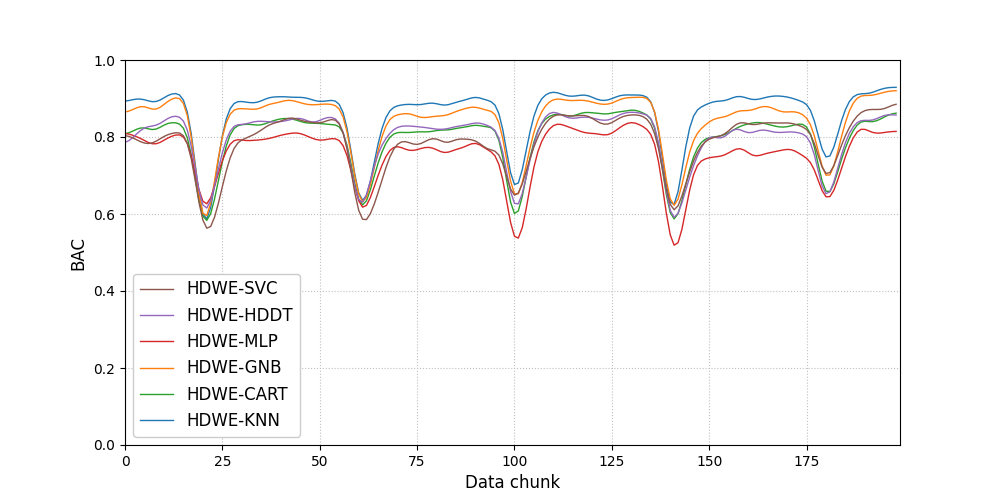 1.0
0.8
0.6
0.4
0.2
0.0
BAC
HDWE-SVC
HDWE-HDDT
HDWE-MLP
HDWE-GNB
HDWE-CART
HDWE-KNN
0 25 50 75 100 125 150 175
Data chunk